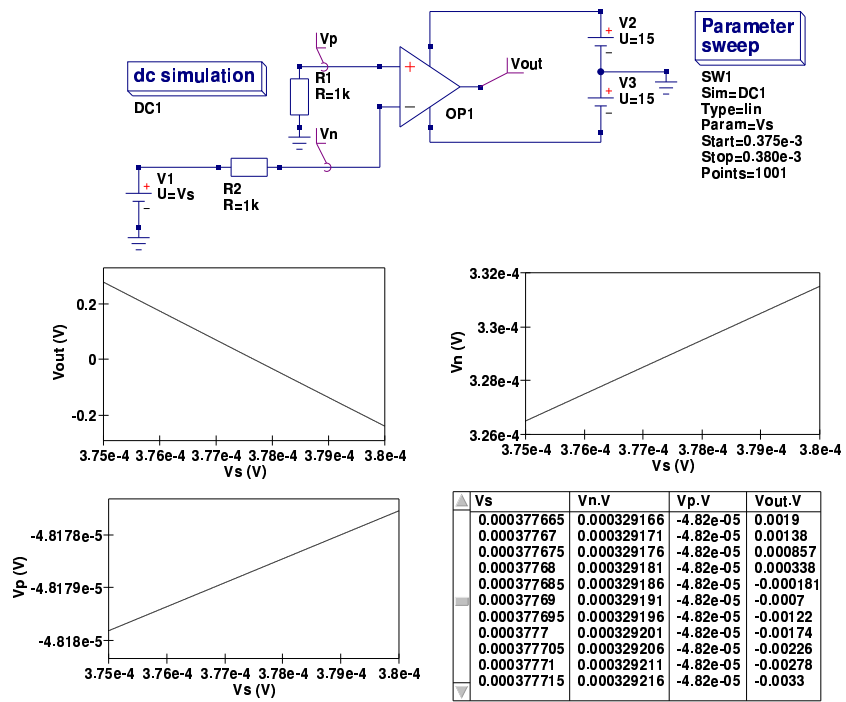 dc simulation
DC1
Vp
R1
R=1k
Vn
+
−
OP1
Vout
V2
U=15
+
−
V3
U=15
+
−
V1
U=Vs
+
−
R2
R=1k
Parameter
sweep
SW1
Sim=DC1
Type=lin
Param=Vs
Start=0.375e-3
Stop=0.380e-3
Points=1001
Vout (V)
0.2
0
-0.2
3.75e-4 3.76e-4 3.77e-4 3.78e-4 3.79e-4 3.8e-4
Vs (V)
Vn (V)
3.32e-4
3.3e-4
3.28e-4
3.26e-4
3.75e-4 3.76e-4 3.77e-4 3.78e-4 3.79e-4 3.8e-4
Vs (V)
Vp (V)
-4.8178e-5
-4.8179e-5
-4.818e-5
3.75e-4 3.76e-4 3.77e-4 3.78e-4 3.79e-4 3.8e-4
Vs (V)
Vs Vn.V Vp.V Vout.V
0.000377665 0.000329166 -4.82e-05 0.0019
0.00037767 0.000329171 -4.82e-05 0.00138
0.000377675 0.000329176 -4.82e-05 0.000857
0.00037768 0.000329181 -4.82e-05 0.000338
0.000377685 0.000329186 -4.82e-05 -0.000181
0.00037769 0.000329191 -4.82e-05 -0.0007
0.000377695 0.000329196 -4.82e-05 -0.00122
0.0003777 0.000329201 -4.82e-05 -0.00174
0.000377705 0.000329206 -4.82e-05 -0.00226
0.00037771 0.000329211 -4.82e-05 -0.00278
0.000377715 0.000329216 -4.82e-05 -0.0033